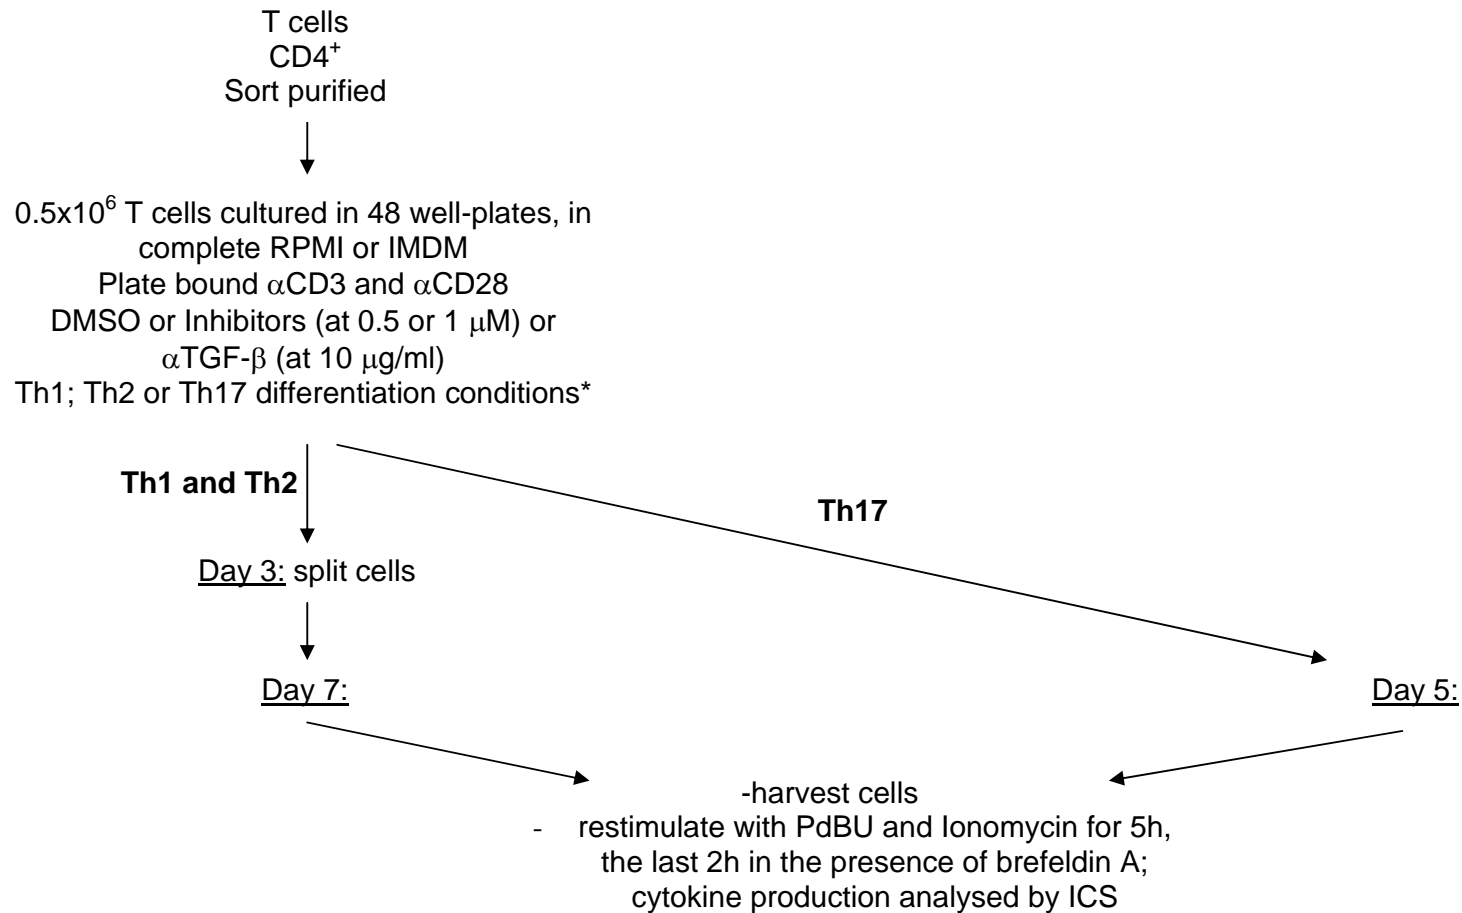 T cells
CD4⁺
Sort purified
0.5x10⁶ T cells cultured in 48 well-plates, in
complete RPMI or IMDM
Plate bound αCD3 and αCD28
DMSO or Inhibitors (at 0.5 or 1 μM) or
αTGF-β (at 10 μg/ml)
Th1; Th2 or Th17 differentiation conditions*
Th1 and Th2
Th17
Day 3: split cells
Day 7:
Day 5:
-harvest cells
- restimulate with PdBU and Ionomycin for 5h,
the last 2h in the presence of brefeldin A;
cytokine production analysed by ICS